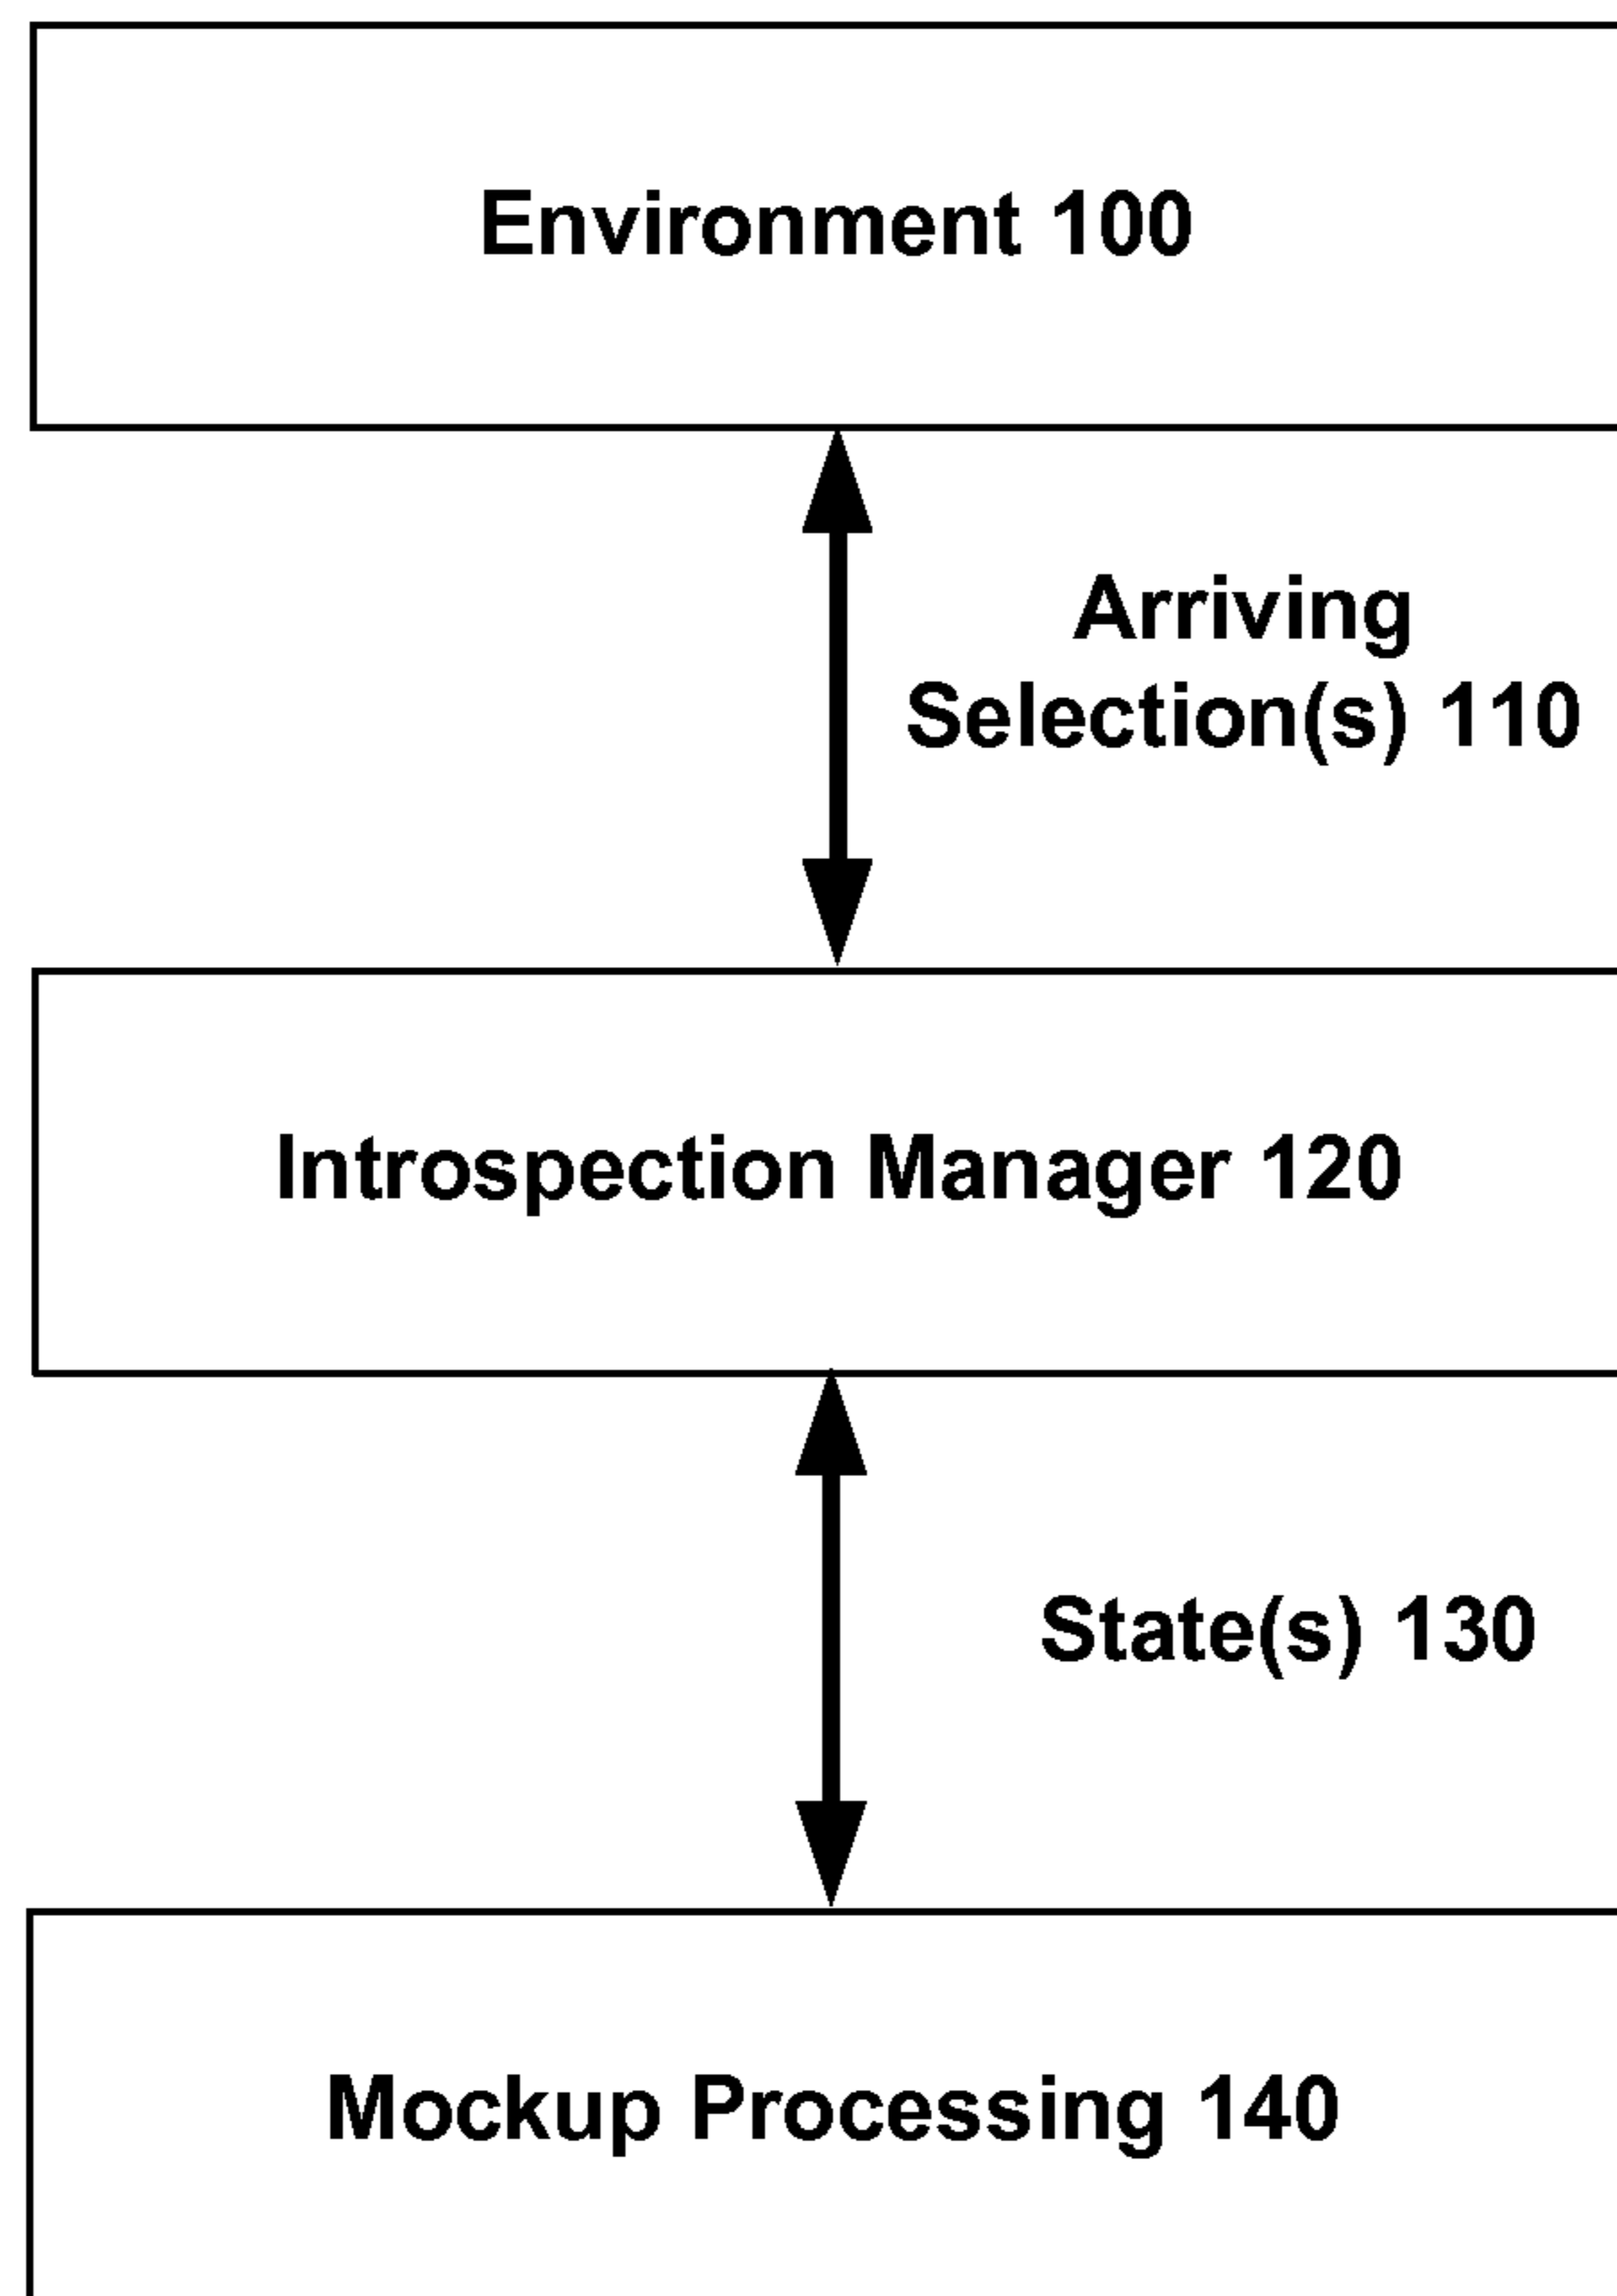 Environment 100
Arriving
Selection(s) 110
Introspection Manager 120
State(s) 130
Mockup Processing 140